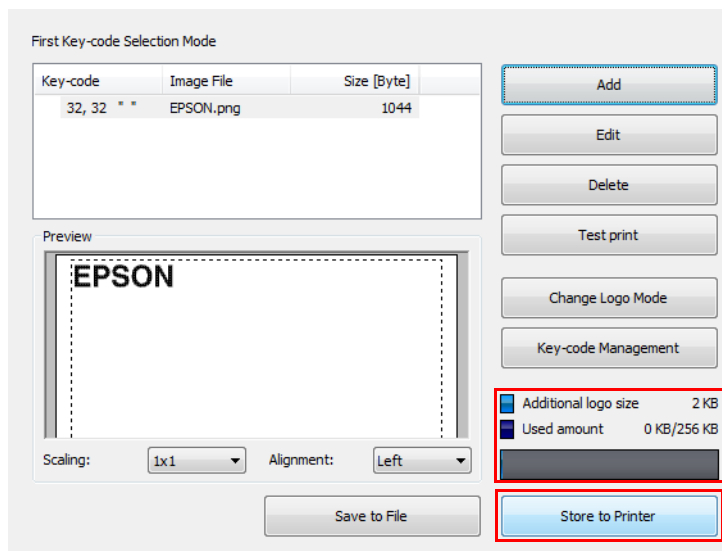 First Key-code Selection Mode
Key-code Image File Size [Byte]
32, 32 " " EPSON.png 1044
Add
Edit
Delete
Test print
Change Logo Mode
Key-code Management
Preview
EPSON
Scaling: 1x1 Alignment: Left
Additional logo size 2 KB
Used amount 0 KB/256 KB
Save to File
Store to Printer